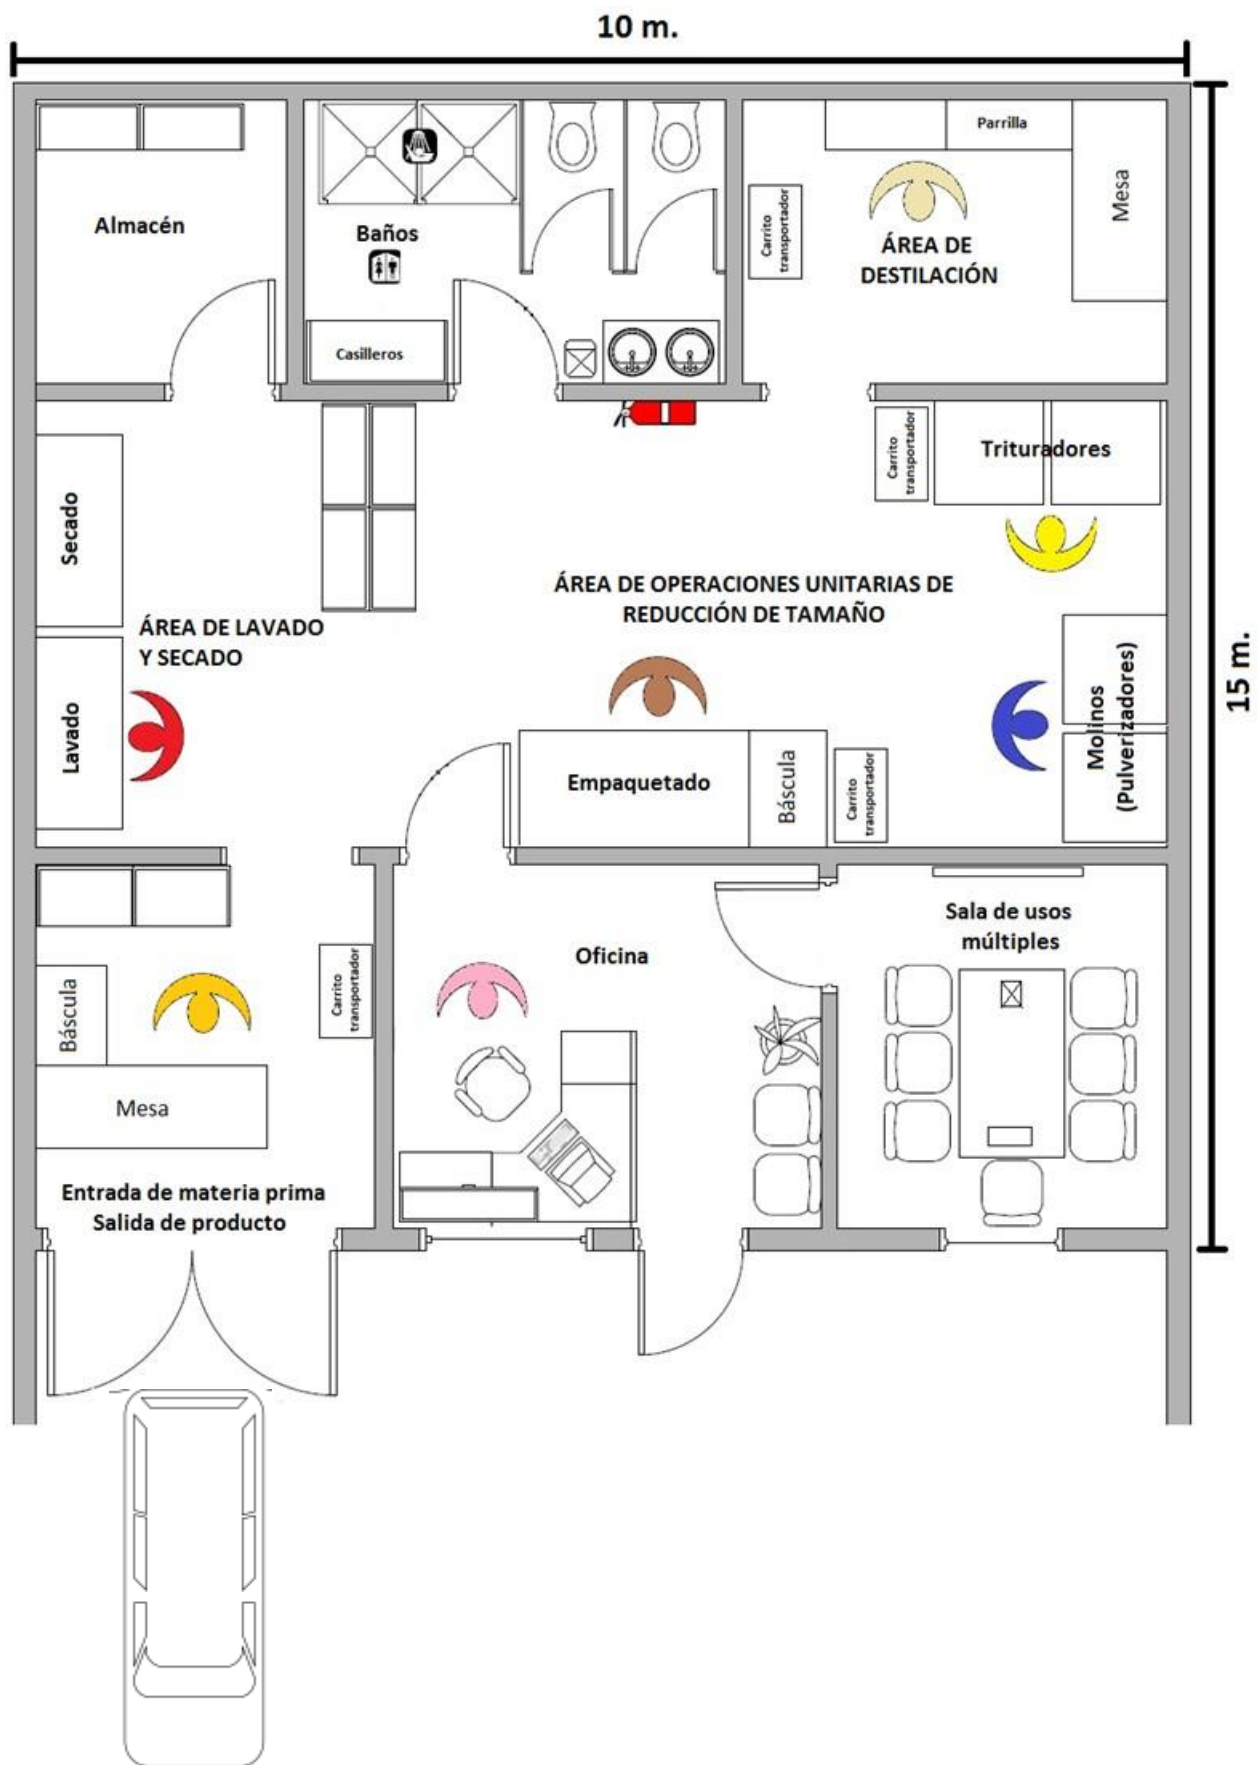 10 m.
Parrilla
Mesa
Almacén
Baños
Carrito
transportador
ÁREA DE
DESTILACIÓN
Casilleros
Carrito
transportador
Trituradores
Secado
ÁREA DE OPERACIONES UNITARIAS DE
REDUCCIÓN DE TAMAÑO
ÁREA DE LAVADO
Y SECADO
15 m.
Lavado
Molinos
(Pulverizadores)
Empaquetado
Báscula
Carrito
transportador
Sala de usos
múltiples
Oficina
Báscula
Carrito
transportador
Mesa
Entrada de materia prima
Salida de producto